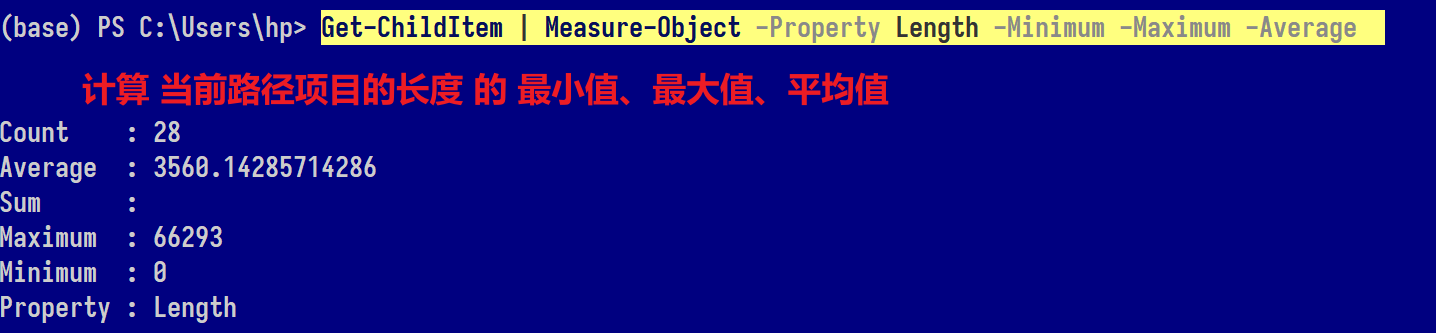 (base) PS C:\Users\hp> Get-ChildItem | Measure-Object -Property Length -Minimum -Maximum -Average
计算 当前路径项目的长度 的 最小值、最大值、平均值
Count    : 28
Average  : 3560.14285714286
Sum      :
Maximum  : 66293
Minimum  : 0
Property : Length